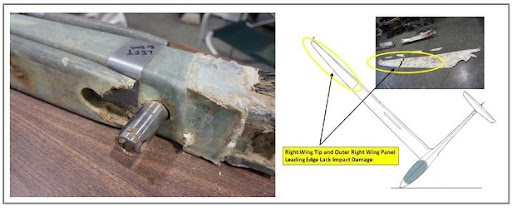 LEFT
Right Wing Tip and Outer Right Wing Panel
Leading Edge Lack Impact Damage